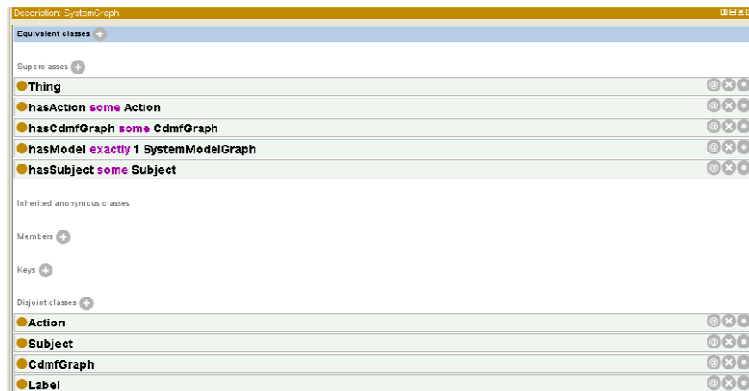 Description: SystemGraph
Equivalent classes
Superclasses
Thing
hasAction some Action
hasCdmfGraph some CdmfGraph
hasModel exactly 1 SystemModelGraph
hasSubject some Subject
Inherited anonymous classes
Members
Keys
Disjoint classes
Action
Subject
CdmfGraph
Label